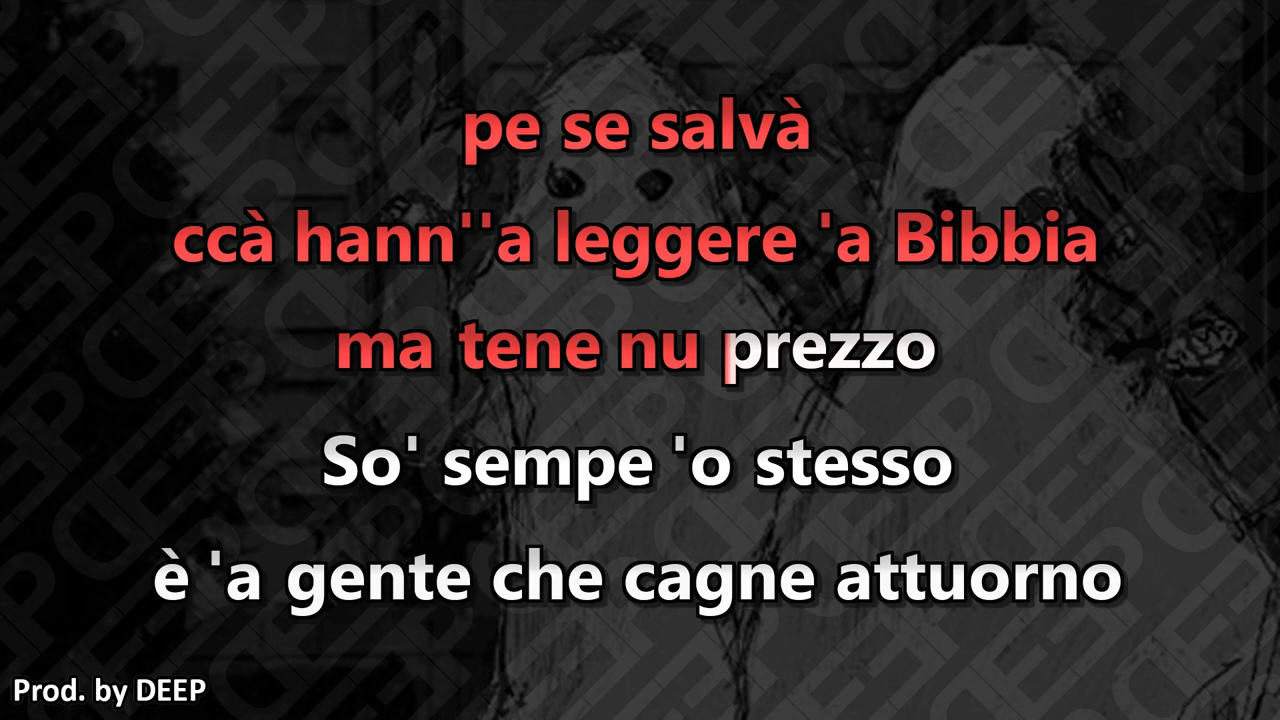 pe se salvà
ccà hann''a leggere 'a Bibbia
ma tene nu prezzo
So' sempe 'o stesso
è 'a gente che cagne attuorno
Prod. by DEEP